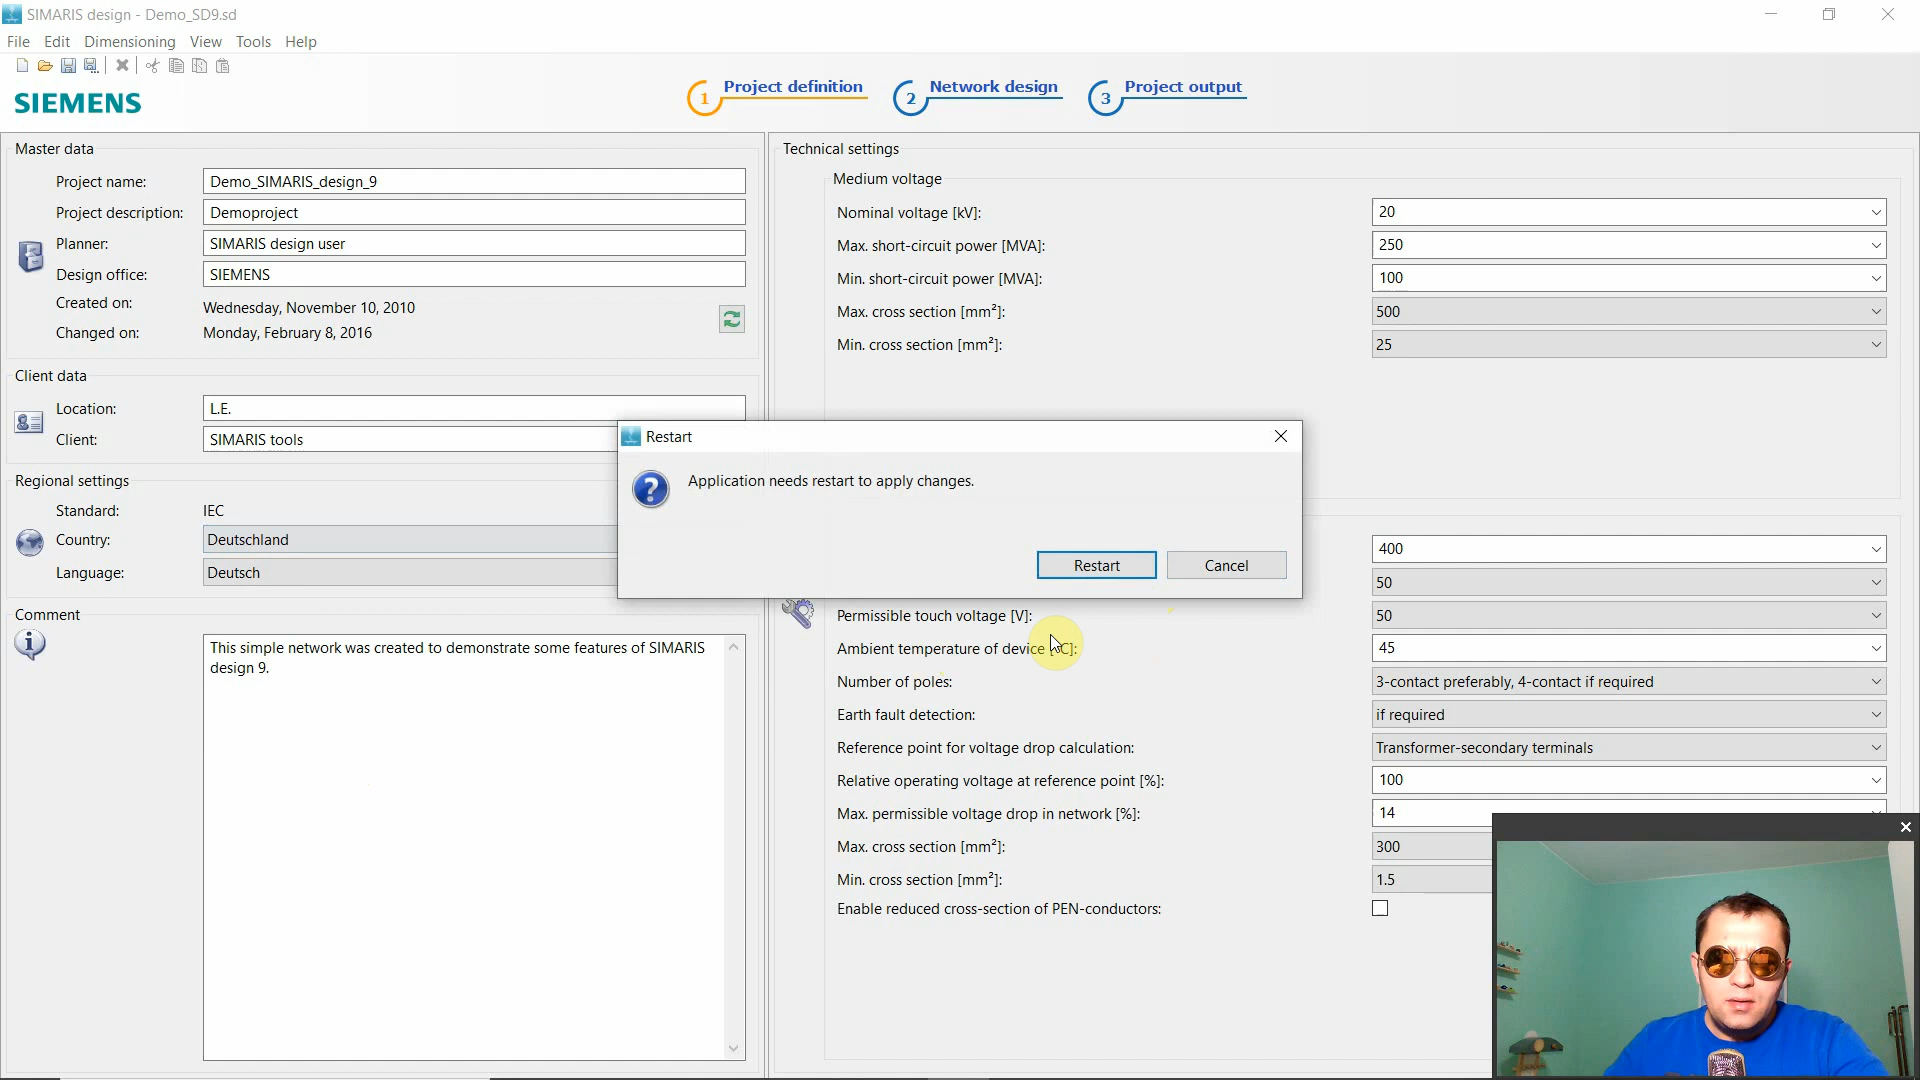 SIMARIS design - Demo_SD9.sd
File Edit Dimensioning View Tools Help
SIEMENS
1 Project definition
2 Network design
3 Project output
Master data
Project name: Demo_SIMARIS_design_9
Project description: Demoproject
Planner: SIMARIS design user
Design office: SIEMENS
Created on: Wednesday, November 10, 2010
Changed on: Monday, February 8, 2016
Client data
Location: L.E.
Client: SIMARIS tools
Regional settings
Standard: IEC
Country: Deutschland
Language: Deutsch
Comment
This simple network was created to demonstrate some features of SIMARIS
design 9.
Technical settings
Medium voltage
Nominal voltage [kV]: 20
Max. short-circuit power [MVA]: 250
Min. short-circuit power [MVA]: 100
Max. cross section [mm²]: 500
Min. cross section [mm²]: 25
Restart
Application needs restart to apply changes.
Restart Cancel
400
50
Permissible touch voltage [V]: 50
Ambient temperature of device [°C]: 45
Number of poles: 3-contact preferably, 4-contact if required
Earth fault detection: if required
Reference point for voltage drop calculation: Transformer-secondary terminals
Relative operating voltage at reference point [%]: 100
Max. permissible voltage drop in network [%]: 14
Max. cross section [mm²]: 300
Min. cross section [mm²]: 1.5
Enable reduced cross-section of PEN-conductors: